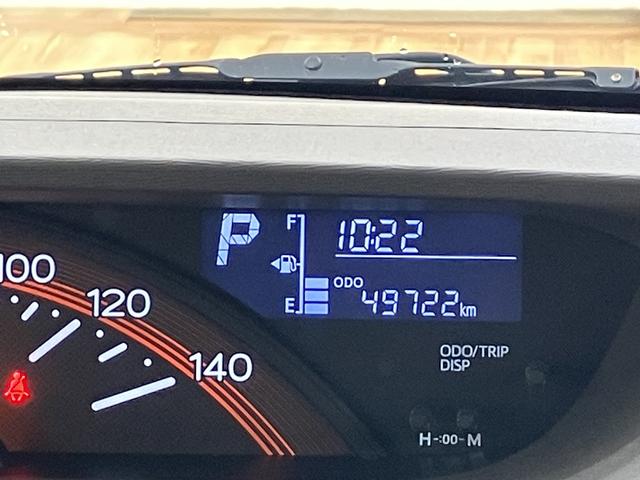 P
F
10:22
E
ODO
49722km
100
120
140
ODO/TRIP
DISP
H-:00-M